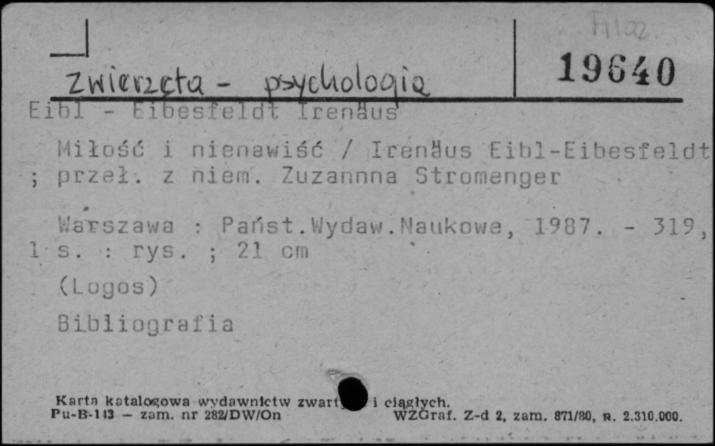 19640
zwierzęta - psychologia
Eibl - Eibesfeldt Irenäus
Miłość i nienawiść / Irenäus Eibl-Eibesfeldt
; przeł. z niem. Zuzannna Stromenger
Warszawa : Państ.Wydaw.Naukowe, 1987. - 319,
1 s. : rys. ; 21 cm
(Logos)
Bibliografia
Karta katalogowa wydawnictw i ciągłych.
Pu-B-113 — zam. nr 282/DW/On WZGraf. Z-d 2, zam. 871/80, n. 2.310.000.